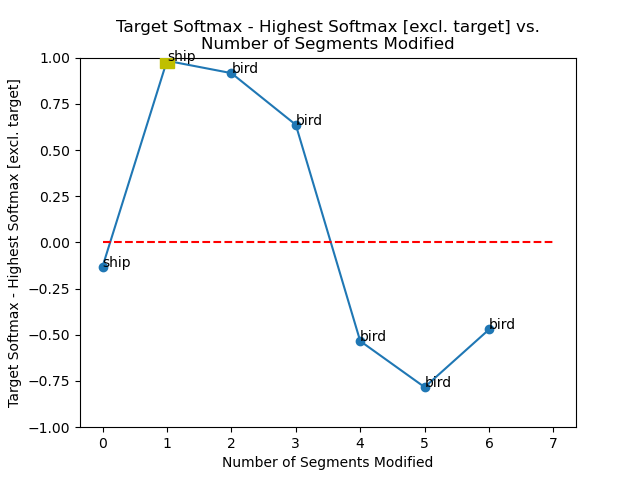 Target Softmax - Highest Softmax [excl. target] vs.
Number of Segments Modified
Target Softmax - Highest Softmax [excl. target]
1.00
0.75
0.50
0.25
0.00
−0.25
−0.50
−0.75
−1.00
ship
ship
bird
bird
bird
bird
bird
0 1 2 3 4 5 6 7
Number of Segments Modified